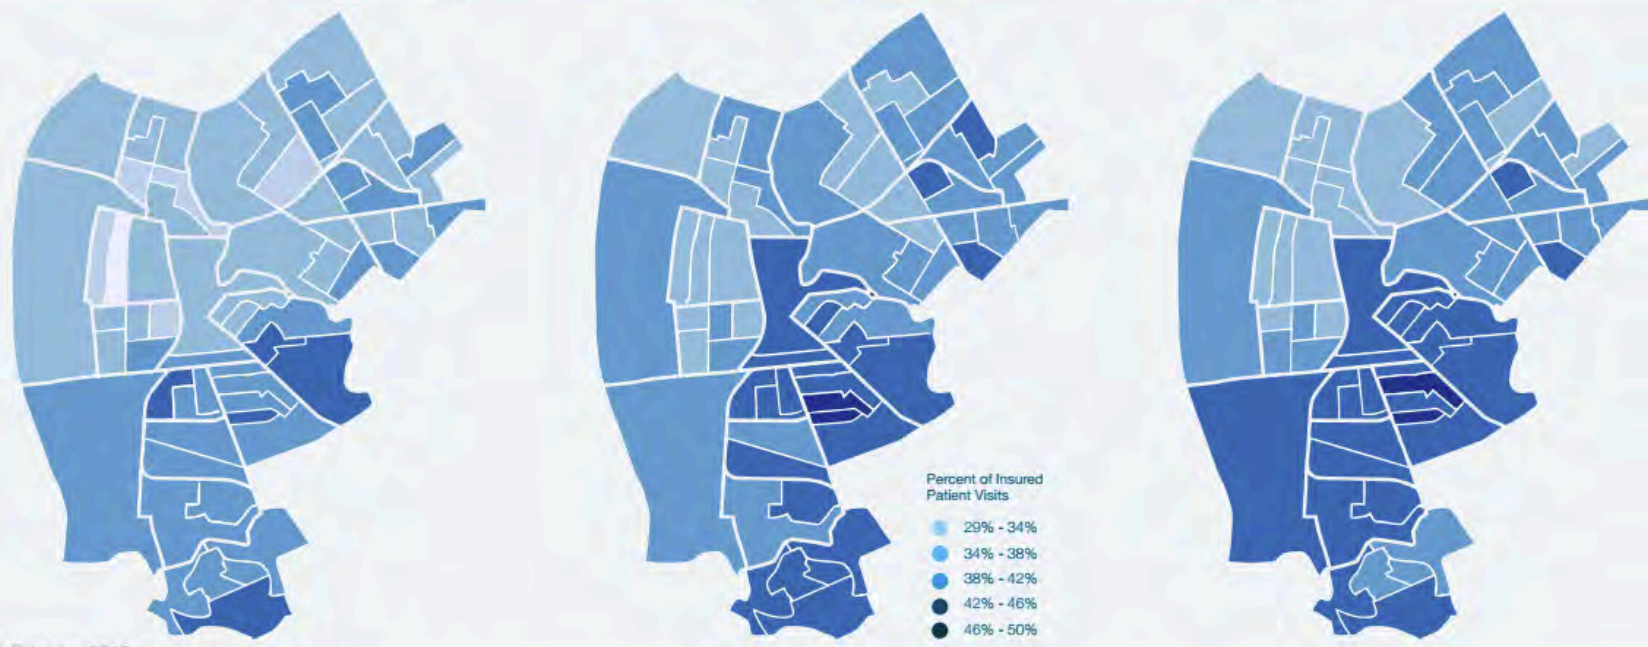 Percent of Insured
Patient Visits
29% - 34%
34% - 38%
38% - 42%
42% - 46%
46% - 50%